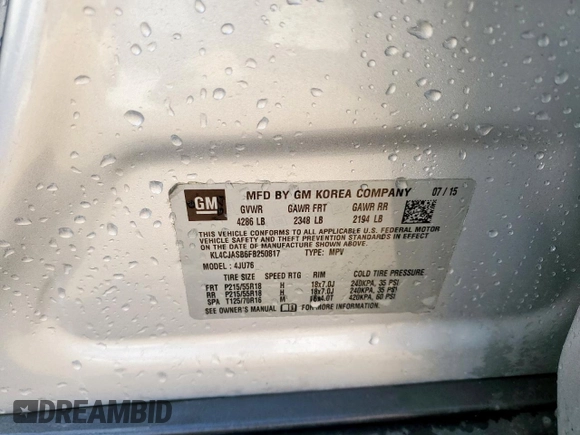 GM MFD BY GM KOREA COMPANY 07 / 15
GVWR GAWR FRT GAWR RR
4286 LB 2348 LB 2194 LB
THIS VEHICLE CONFORMS TO ALL APPLICABLE U.S. FEDERAL MOTOR
VEHICLE SAFETY AND THEFT PREVENTION STANDARDS
IN EFFECT ON THE DATE OF MANUFACTURE SHOWN ABOVE.
KL4CJASB6FB250817 TYPE: MPV
MODEL : 4JU76
TIRE SIZE SPEED RTG RIM COLD TIRE PRESSURE
FRT P215/55R18 H 18x7.0J 240KPA, 35 PSI
RR P215/55R18 H 18x7.0J 240KPA, 35 PSI
SPA T125/70R16 M 16x4.0T 420KPA, 60 PSI
SEE OWNER'S MANUAL FOR MORE INFORMATION.
DREAMBID